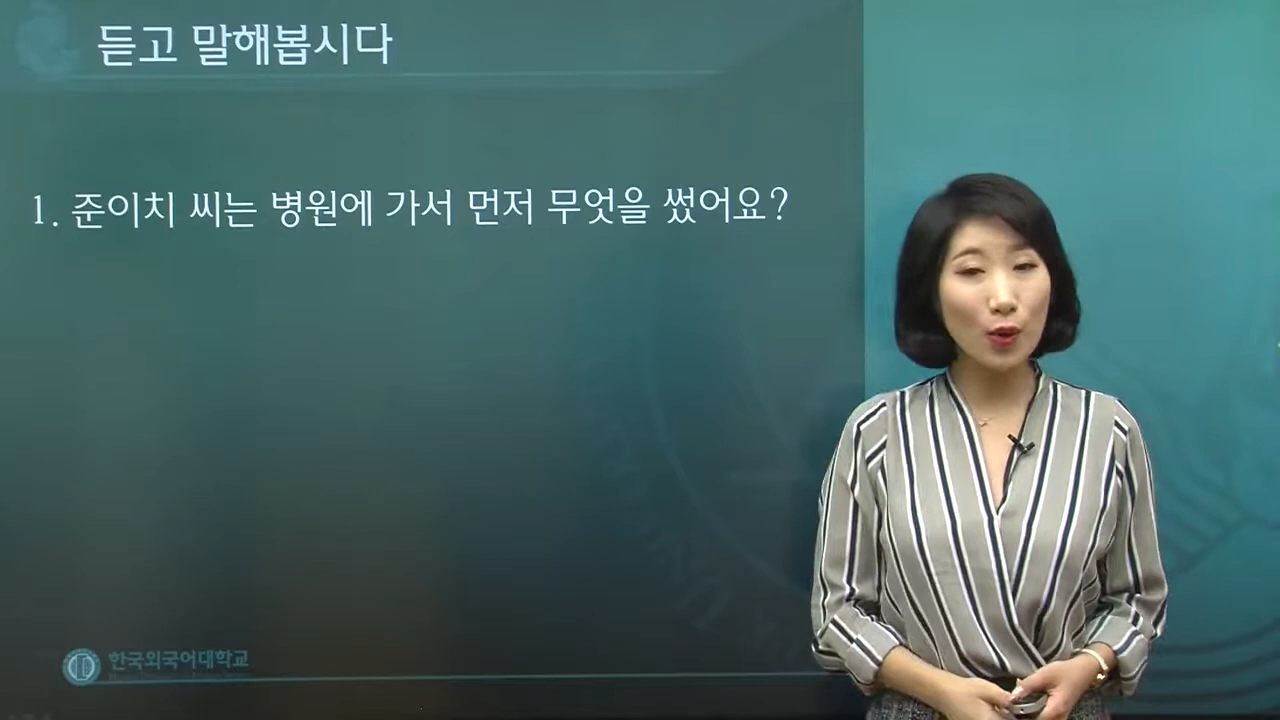 듣고 말해봅시다
1. 준이치 씨는 병원에 가서 먼저 무엇을 썼어요?
한국외국어대학교